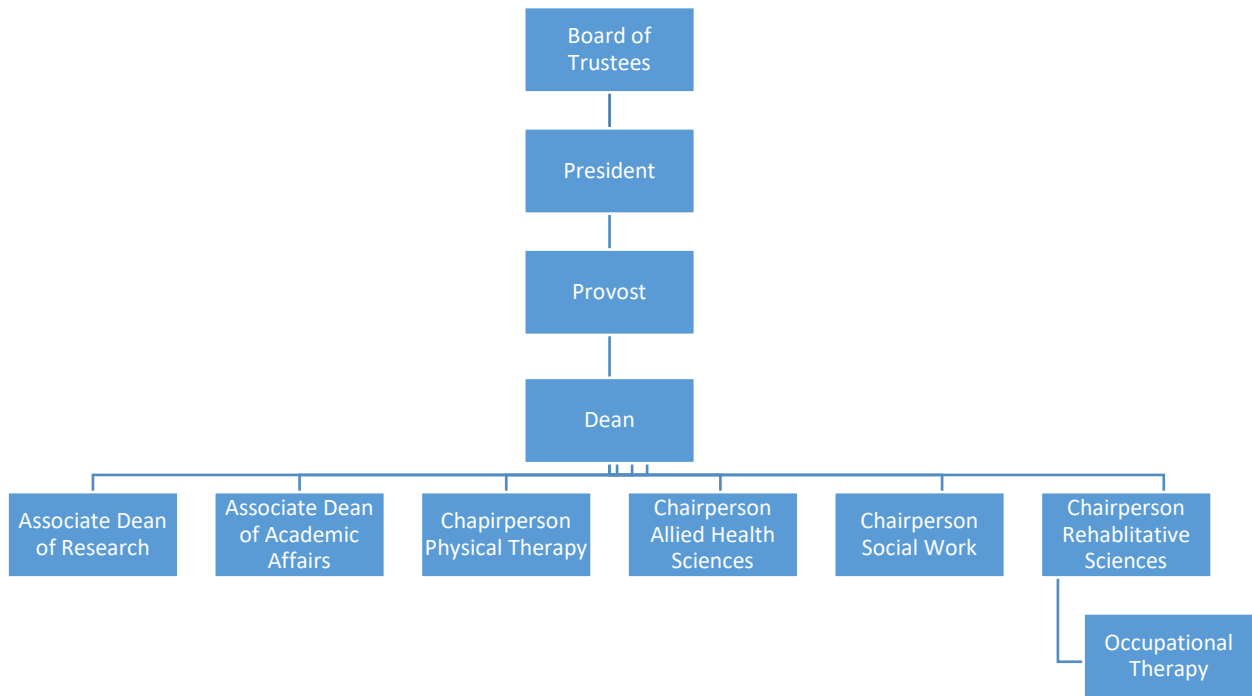 Board of
Trustees
President
Provost
Dean
Associate Dean
of Research
Associate Dean
of Academic
Affairs
Chapirperson
Physical Therapy
Chairperson
Allied Health
Sciences
Chairperson
Social Work
Chairperson
Rehablitative
Sciences
Occupational
Therapy